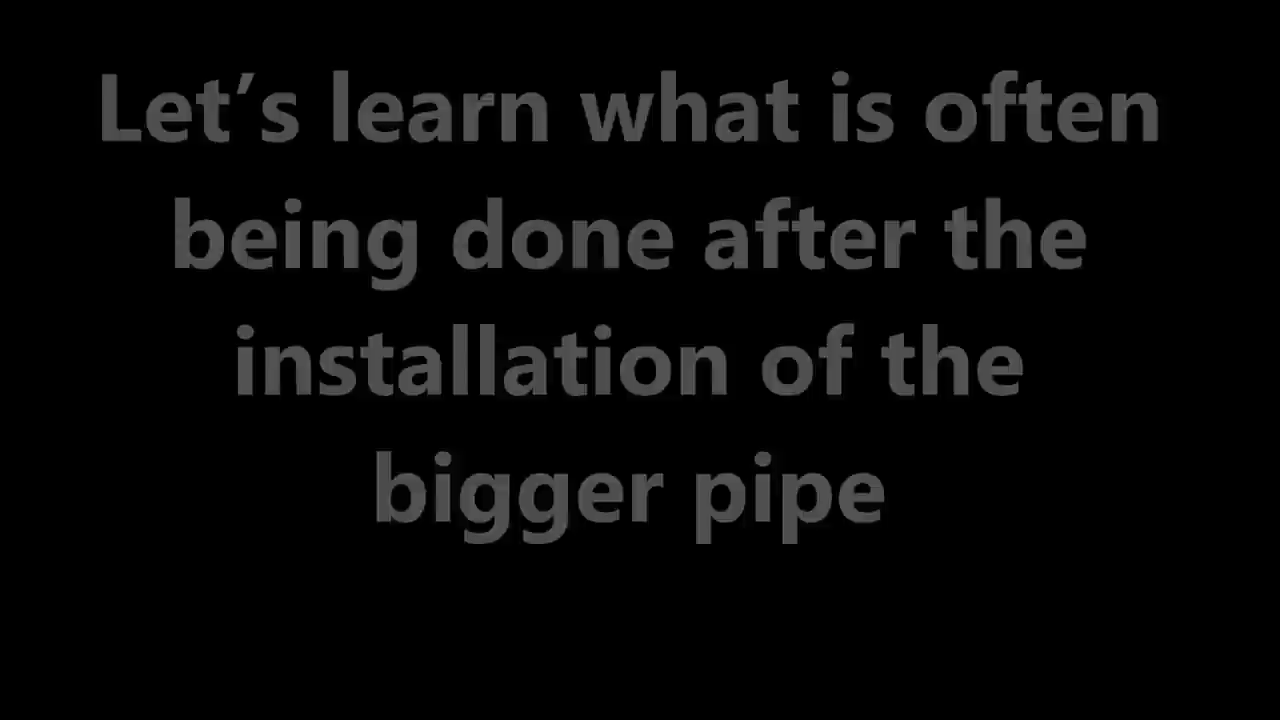 Let’s learn what is often
being done after the
installation of the
bigger pipe